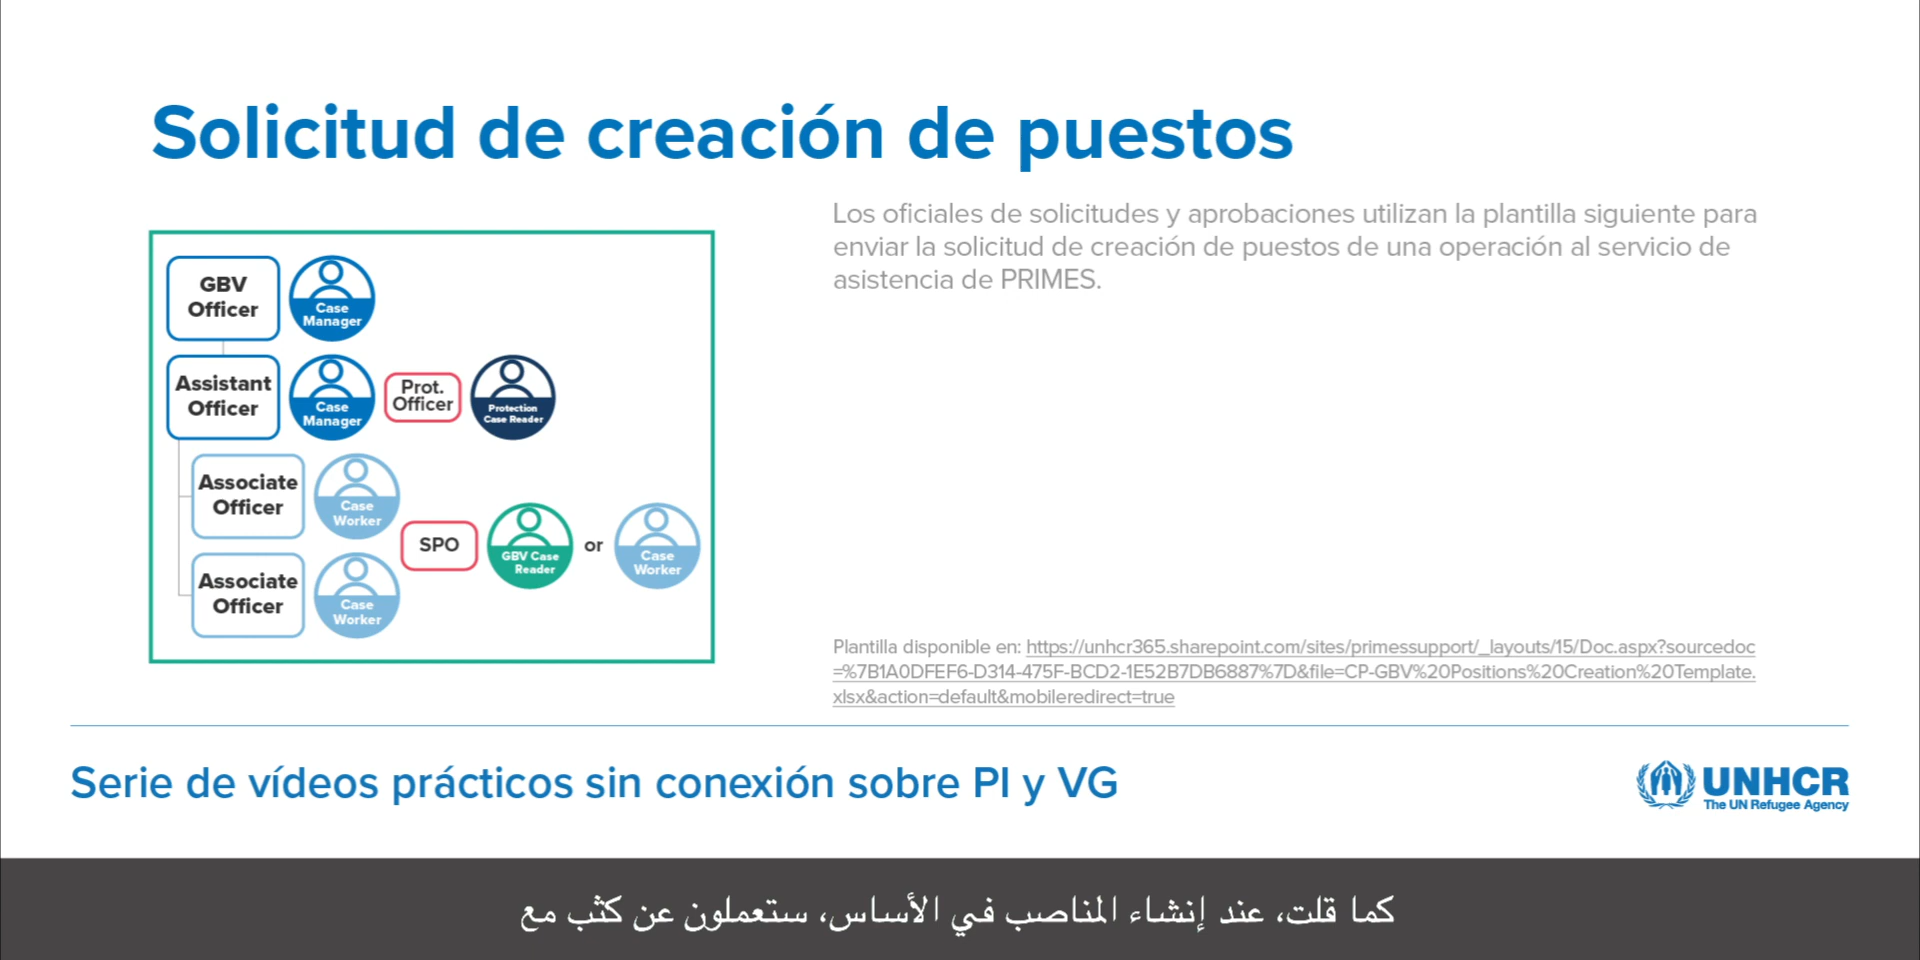 Solicitud de creación de puestos
Los oficiales de solicitudes y aprobaciones utilizan la plantilla siguiente para
enviar la solicitud de creación de puestos de una operación al servicio de
asistencia de PRIMES.
GBV
Officer
Case
Manager
Assistant
Officer
Case
Manager
Prot.
Officer
Protection
Case Reader
Associate
Officer
Case
Worker
SPO
GBV Case
Reader
or
Case
Worker
Associate
Officer
Case
Worker
Plantilla disponible en: https://unhcr365.sharepoint.com/sites/primessupport/_layouts/15/Doc.aspx?sourcedoc
=%7B1A0DFEF6-D314-475F-BCD2-1E52B7DB6887%7D&file=CP-GBV%20Positions%20Creation%20Template.
xlsx&action=default&mobileredirect=true
Serie de vídeos prácticos sin conexión sobre PI y VG
UNHCR
The UN Refugee Agency
كما قلت، عند إنشاء المناصب في الأساس، ستعملون عن كثب مع